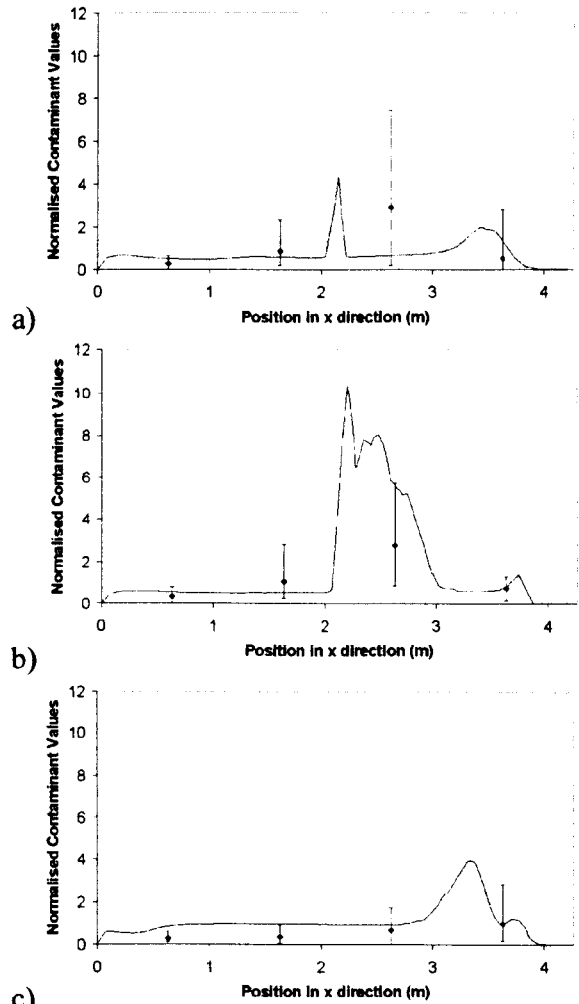 Normalised Contaminant Values
12
10
8
6
4
2
0
0 1 2 3 4
Position in x direction (m)
a)
Normalised Contaminant Values
12
10
8
6
4
2
0
0 1 2 3 4
Position in x direction (m)
b)
Normalised Contaminant Values
12
10
8
6
4
2
0
0 1 2 3 4
Position in x direction (m)
c)